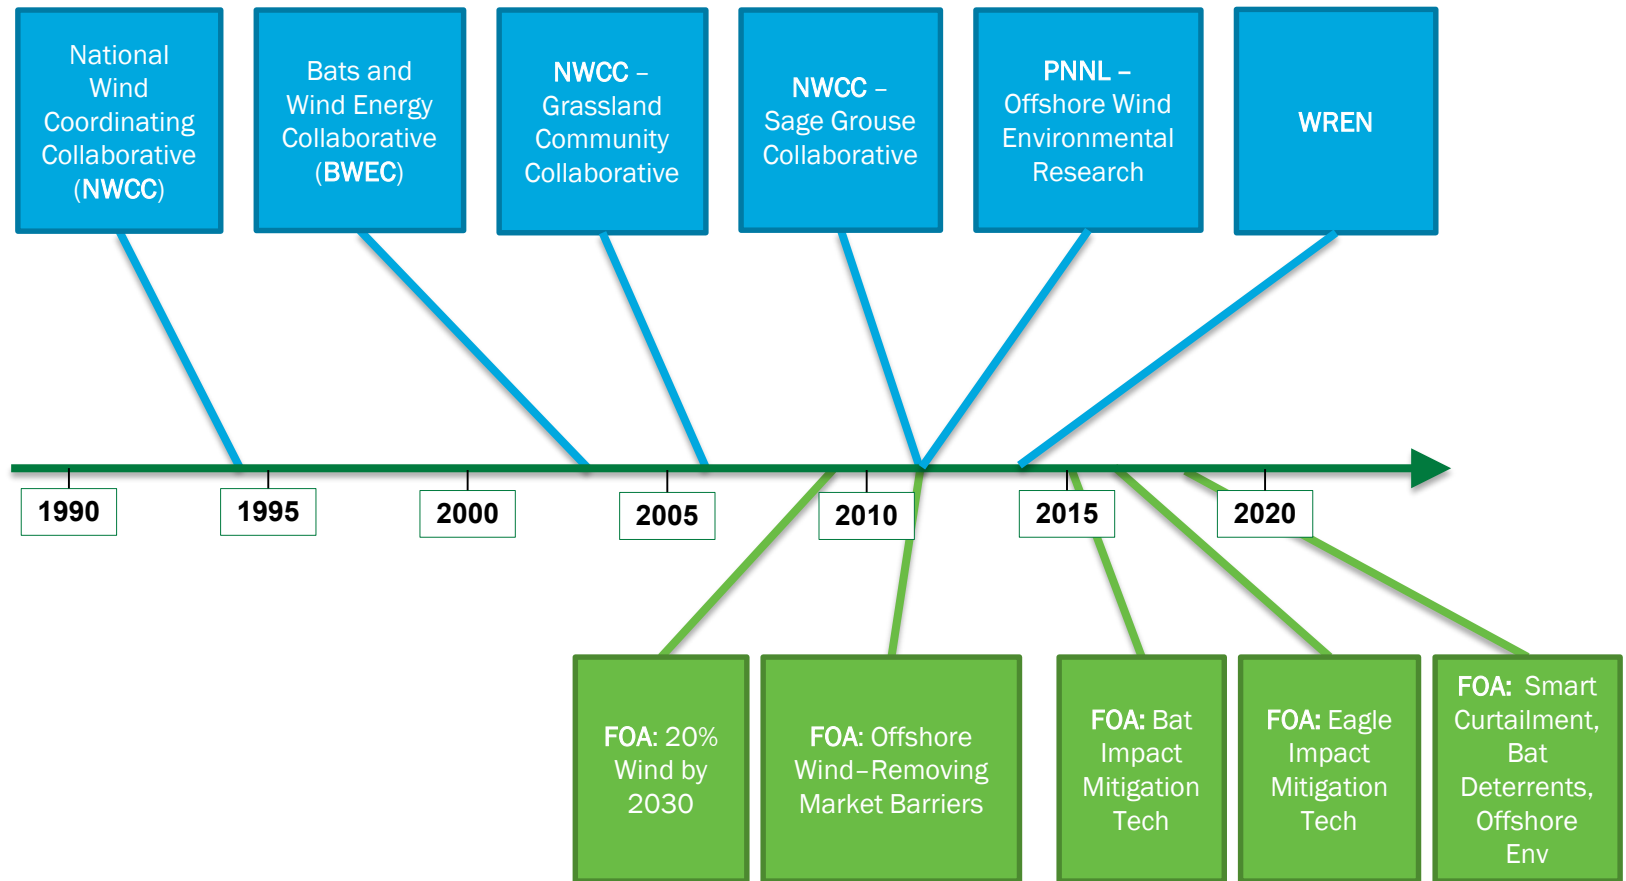 National
Wind
Coordinating
Collaborative
(NWCC)
Bats and
Wind Energy
Collaborative
(BWEC)
NWCC –
Grassland
Community
Collaborative
NWCC –
Sage Grouse
Collaborative
PNNL –
Offshore Wind
Environmental
Research
WREN
1990
1995
2000
2005
2010
2015
2020
FOA: 20%
Wind by
2030
FOA: Offshore
Wind–Removing
Market Barriers
FOA: Bat
Impact
Mitigation
Tech
FOA: Eagle
Impact
Mitigation
Tech
FOA: Smart
Curtailment,
Bat
Deterrents,
Offshore
Env